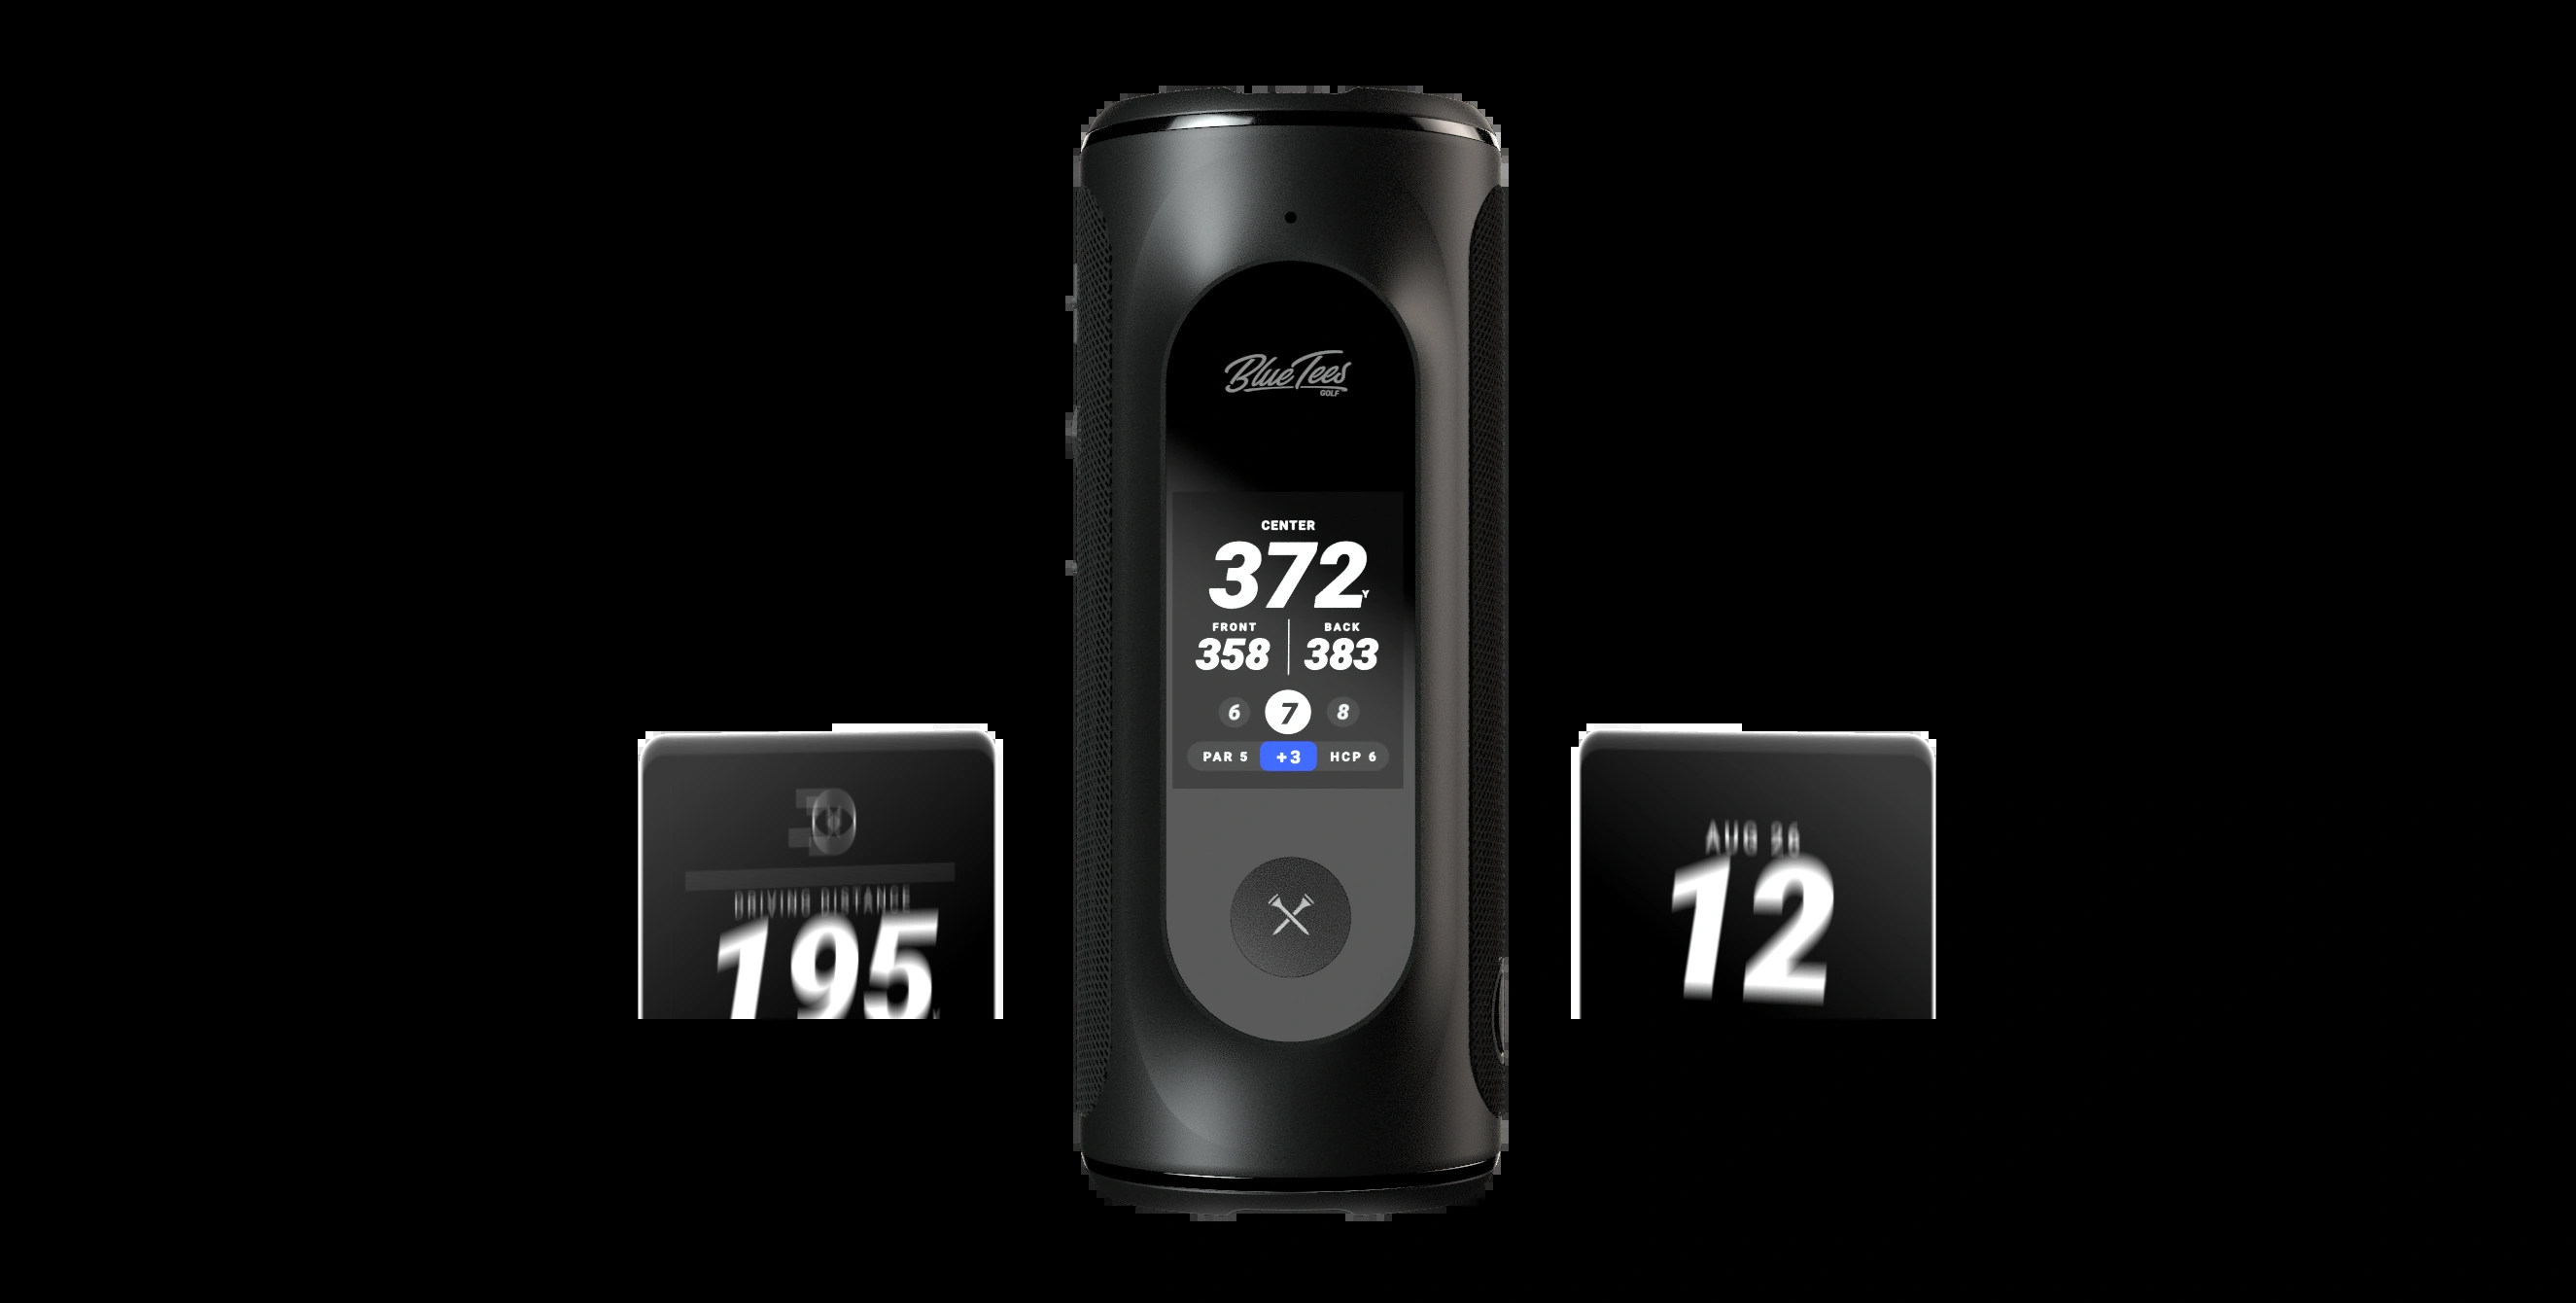 Blue Tees
GOLF
CENTER
372Y
FRONT BACK
358 383
6 7 8
PAR 5 +3 HCP 6
DRIVING DISTANCE
195
AUG 26
12